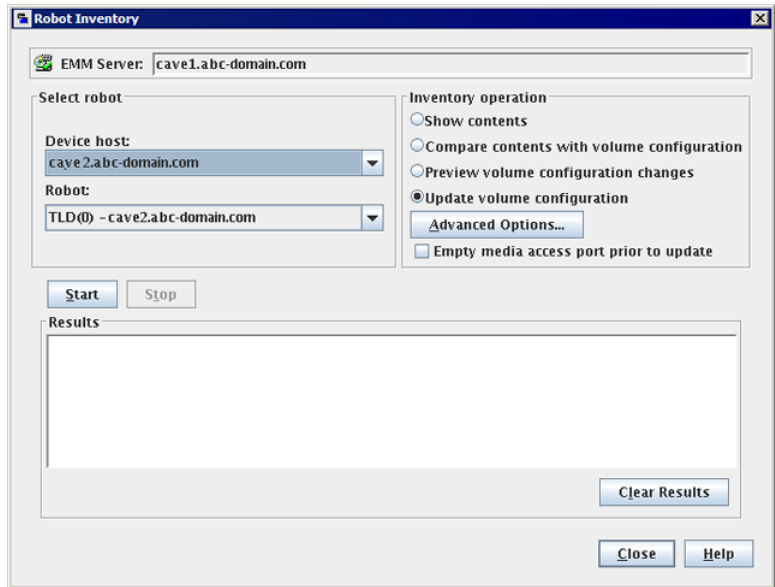 Robot Inventory
EMM Server: cave1.abc-domain.com
Select robot
Device host:
cave2.abc-domain.com
Robot:
TLD(0) - cave2.abc-domain.com
Inventory operation
Show contents
Compare contents with volume configuration
Preview volume configuration changes
Update volume configuration
Advanced Options...
Empty media access port prior to update
Start Stop
Results
Clear Results
Close Help